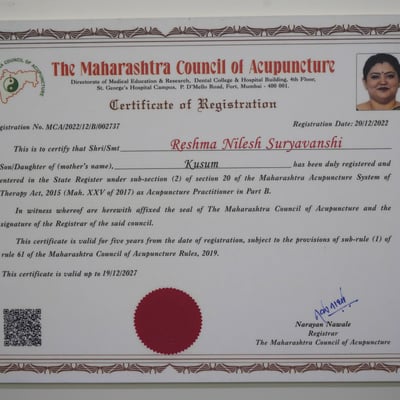 The Maharashtra Council of Acupuncture
Directorate of Medical Education & Research, Dental College & Hospital Building, 4th Floor,
St. George's Hospital Campus, P. D'Mello Road, Fort, Mumbai - 400 001.
Certificate of Registration
egistration No. MCA/2022/12/B/002737
Registration Date: 20/12/2022
This is to certify that Shri/Smt Reshma Nilesh Suryavanshi
Son/Daughter of (mother's name), Kusum has been duly registered and
entered in the State Register under sub-section (2) of section 20 of the Maharashtra Acupuncture System of
Therapy Act, 2015 (Mah. XXV of 2017) as Acupuncture Practitioner in Part B.
In witness whereof are herewith affixed the seal of The Maharashtra Council of Acupuncture and the
signature of the Registrar of the said council.
This certificate is valid for five years from the date of registration, subject to the provisions of sub-rule (1) of
rule 61 of the Maharashtra Council of Acupuncture Rules, 2019.
This certificate is valid up to 19/12/2027
Narayan Nawale
Registrar
The Maharashtra Council of Acupuncture